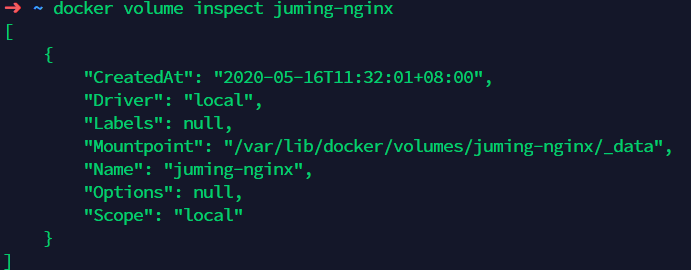 ➜ ~ docker volume inspect juming-nginx
[
    {
        "CreatedAt": "2020-05-16T11:32:01+08:00",
        "Driver": "local",
        "Labels": null,
        "Mountpoint": "/var/lib/docker/volumes/juming-nginx/_data",
        "Name": "juming-nginx",
        "Options": null,
        "Scope": "local"
    }
]